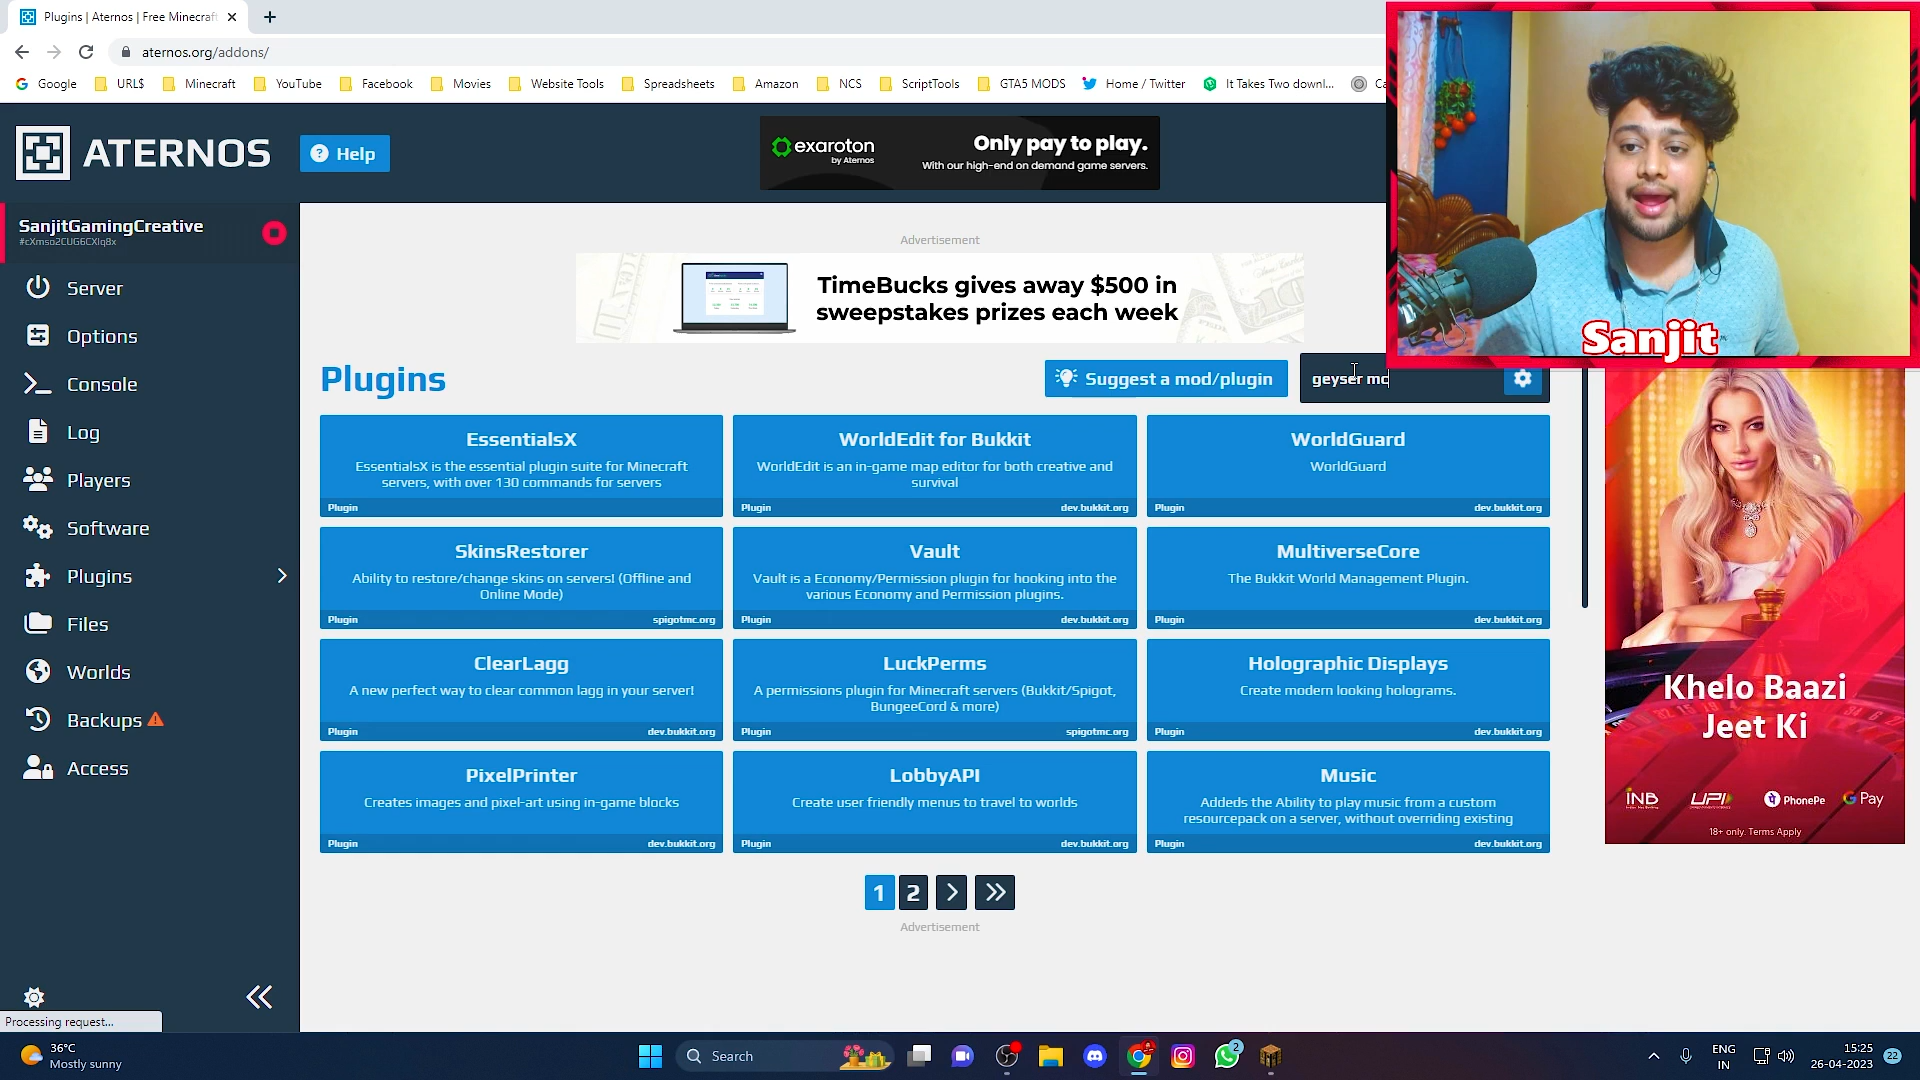 Plugins | Aternos | Free Minecraft
aternos.org/addons/
Google
URL$
Minecraft
YouTube
Facebook
Movies
Website Tools
Spreadsheets
Amazon
NCS
ScriptTools
GTA5 MODS
Home / Twitter
It Takes Two downl...
ATERNOS
Help
exaroton
by Aternos
Only pay to play.
With our high-end on demand game servers.
Sanjit
SanjitGamingCreative
Server
Options
Console
Log
Players
Software
Plugins
Files
Worlds
Backups
Access
Processing request...
Advertisement
TimeBucks gives away $500 in
sweepstakes prizes each week
Plugins
Suggest a mod/plugin
geyser mc
EssentialsX
EssentialsX is the essential plugin suite for Minecraft
servers, with over 130 commands for servers
Plugin
WorldEdit for Bukkit
WorldEdit is an in-game map editor for both creative and
survival
Plugin
dev.bukkit.org
WorldGuard
WorldGuard
Plugin
dev.bukkit.org
SkinsRestorer
Ability to restore/change skins on servers! (Offline and
Online Mode)
Plugin
spigotmc.org
Vault
Vault is a Economy/Permission plugin for hooking into the
various Economy and Permission plugins.
Plugin
dev.bukkit.org
MultiverseCore
The Bukkit World Management Plugin.
Plugin
dev.bukkit.org
ClearLagg
A new perfect way to clear common lagg in your server!
Plugin
dev.bukkit.org
LuckPerms
A permissions plugin for Minecraft servers (Bukkit/Spigot,
BungeeCord & more)
Plugin
spigotmc.org
Holographic Displays
Create modern looking holograms.
Plugin
dev.bukkit.org
PixelPrinter
Creates images and pixel-art using in-game blocks
Plugin
dev.bukkit.org
LobbyAPI
Create user friendly menus to travel to worlds
Plugin
dev.bukkit.org
Music
Addeds the Ability to play music from a custom
resourcepack on a server, without overriding existing
Plugin
dev.bukkit.org
1
2
Advertisement
Khelo Baazi
Jeet Ki
INB
UPI
PhonePe
G Pay
18+ only. Terms Apply
36°C
Mostly sunny
Search
2
ENG
IN
15:25
26-04-2023
22